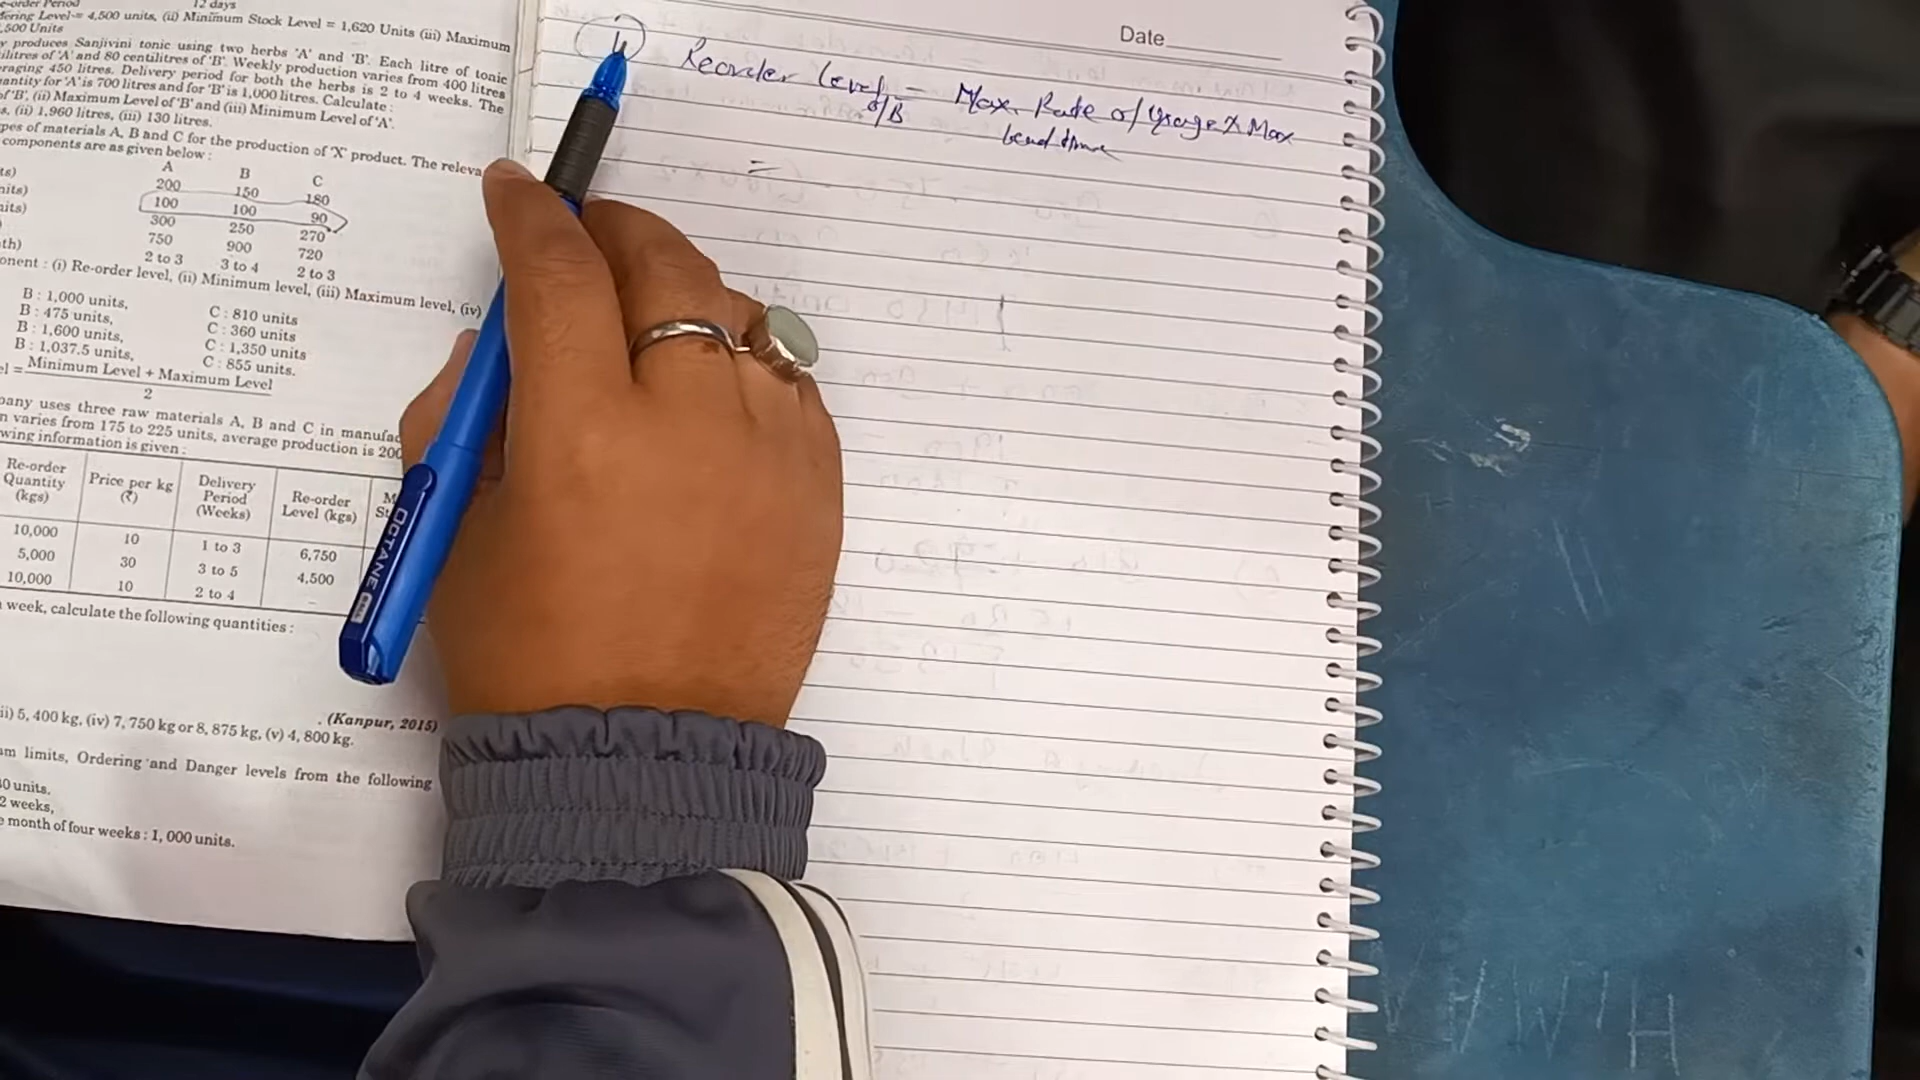 12 days
dering Level = 4,500 units, (ii) Minimum Stock Level = 1,620 Units (iii) Maximum
,500 Units
y produces Sanjivini tonic using two herbs 'A' and 'B'. Each litre of tonic
ilitres of 'A' and 80 centilitres of 'B'. Weekly production varies from 400 litres
raging 450 litres. Delivery period for both the herbs is 2 to 4 weeks. The
antity for 'A' is 700 litres and for 'B' is 1,000 litres. Calculate :
of 'B', (ii) Maximum Level of 'B' and (iii) Minimum Level of 'A'.
s, (ii) 1,960 litres, (iii) 130 litres.
pes of materials A, B and C for the production of 'X' product. The releva
components are as given below :
A B C
ts) 200 150 180
nits) 100 100 90
nits) 300 250 270
750 900 720
th) 2 to 3 3 to 4 2 to 3
onent : (i) Re-order level, (ii) Minimum level, (iii) Maximum level, (iv)
B : 1,000 units, C : 810 units
B : 475 units, C : 360 units
B : 1,600 units, C : 1,350 units
B : 1,037.5 units, C : 855 units.
el = Minimum Level + Maximum Level
2
pany uses three raw materials A, B and C in manufac
n varies from 175 to 225 units, average production is 200
wing information is given :
Re-order Quantity (kgs) Price per kg (₹) Delivery Period (Weeks) Re-order Level (kgs) M St
10,000 10 1 to 3 6,750
5,000 30 3 to 5 4,500
10,000 10 2 to 4 –
week, calculate the following quantities :
(Kanpur, 2015)
ii) 5, 400 kg, (iv) 7, 750 kg or 8, 875 kg, (v) 4, 800 kg.
um limits, Ordering and Danger levels from the following
0 units.
2 weeks,
e month of four weeks : 1, 000 units.
Date
Reorder level of B = Max. Rate of Usage X Max
lead time
=
OCTANE